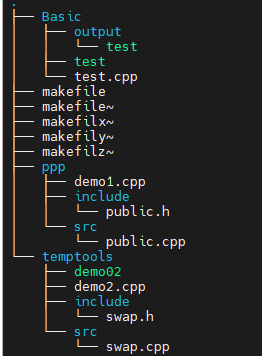 .
├── Basic
│   ├── output
│   │   └── test
│   ├── test
│   └── test.cpp
├── makefile
├── makefile~
├── makefilx~
├── makefily~
├── makefilz~
├── ppp
│   ├── demo1.cpp
│   ├── include
│   │   └── public.h
│   └── src
│       └── public.cpp
└── temptools
    ├── demo02
    ├── demo2.cpp
    ├── include
    │   └── swap.h
    └── src
        └── swap.cpp